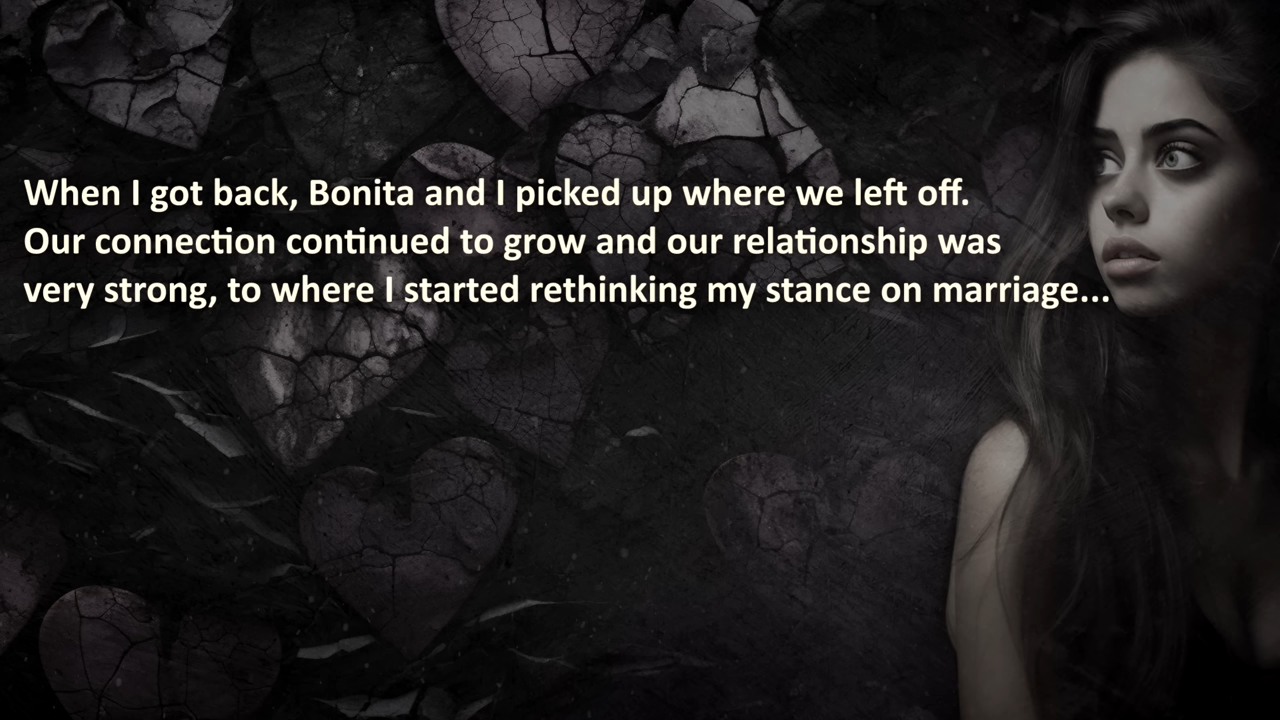 When I got back, Bonita and I picked up where we left off.
Our connection continued to grow and our relationship was
very strong, to where I started rethinking my stance on marriage...